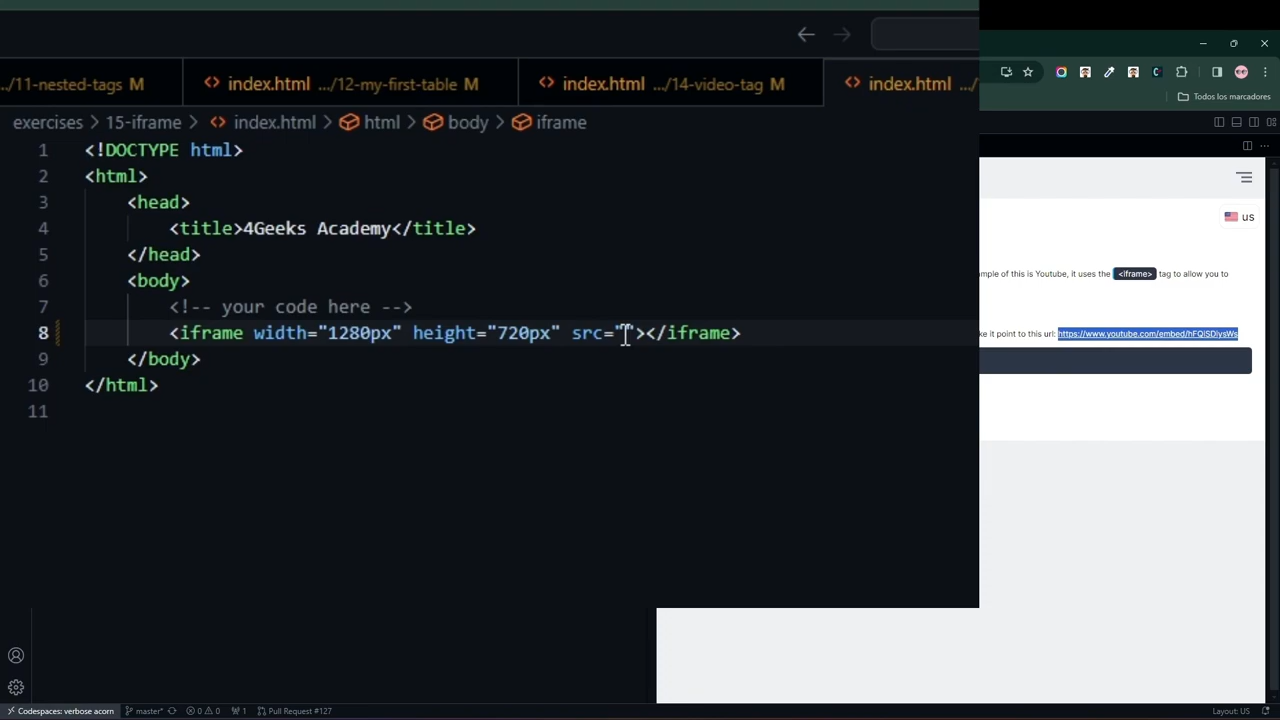 .../11-nested-tags M
index.html .../12-my-first-table M
index.html .../14-video-tag M
index.html .../
Todos los marcadores
exercises > 15-iframe > index.html > html > body > iframe
1 <!DOCTYPE html>
2 <html>
3 <head>
4 <title>4Geeks Academy</title>
5 </head>
6 <body>
7 <!-- your code here -->
8 <iframe width="1280px" height="720px" src=""></iframe>
9 </body>
10 </html>
11
us
mple of this is Youtube, it uses the <iframe> tag to allow you to
ke it point to this url: https://www.youtube.com/embed/hFQISDlysWs
Codespaces: verbose acorn
master*
0 0
1
Pull Request #127
Layout: US